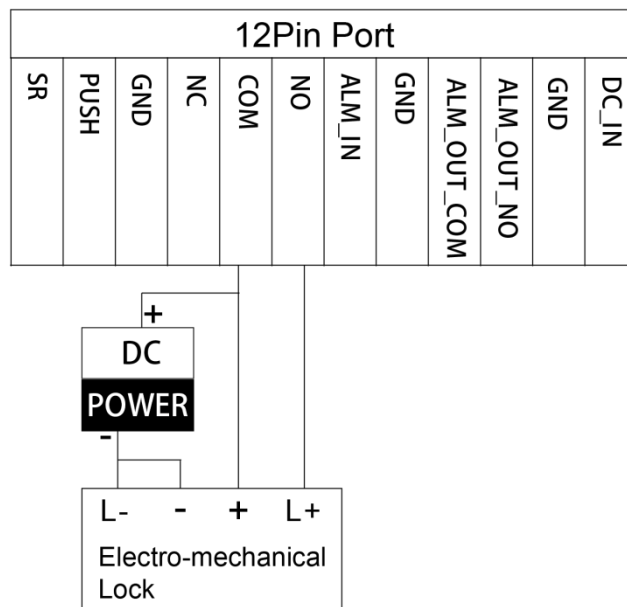 12Pin Port
SR
PUSH
GND
NC
COM
NO
ALM_IN
GND
ALM_OUT_COM
ALM_OUT_NO
GND
DC_IN
+
DC
POWER
-
L- - + L+
Electro-mechanical
Lock